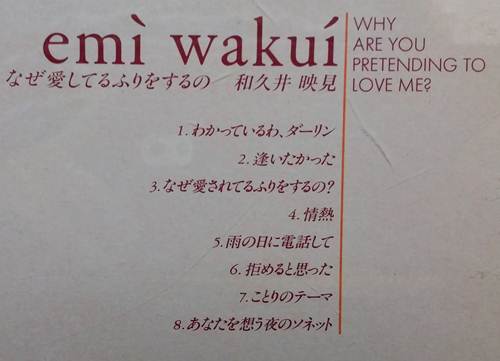 emì wakuí
なぜ愛してるふりをするの 和久井 映見
WHY
ARE YOU
PRETENDING TO
LOVE ME?
1.わかっているわ、ダーリン
2.逢いたかった
3.なぜ愛されてるふりをするの?
4.情熱
5.雨の日に電話して
6.拒めると思った
7.ことりのテーマ
8.あなたを想う夜のソネット